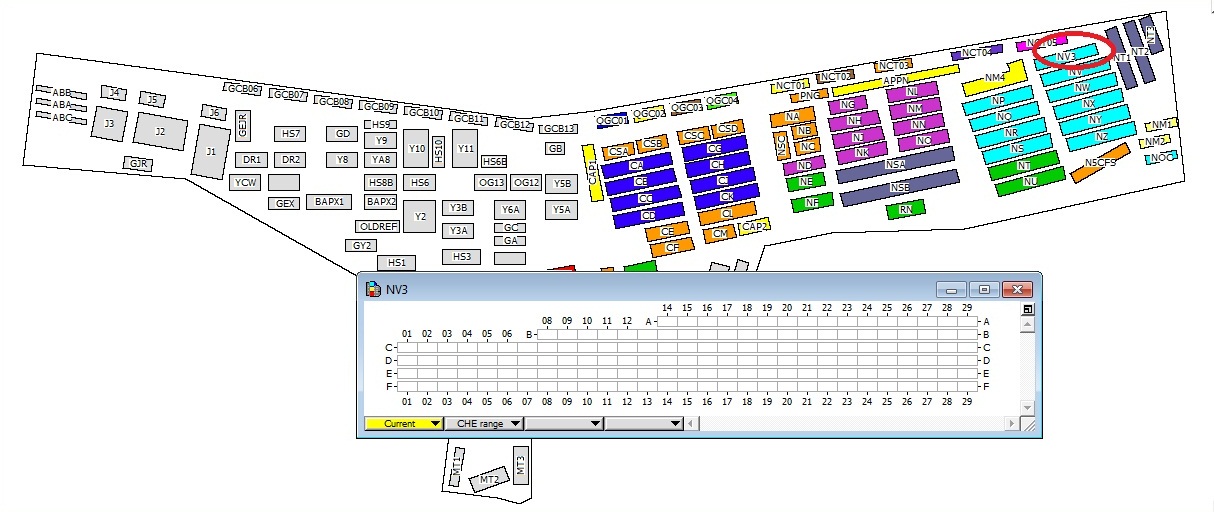 ABB
ABA
ABC
J4
J5
J3
J2
J6
J1
GJR
GCB06
GCB07
GCB08
GCB09
GCB10
GCB11
GCB12
GCB13
GEJR
HS7
GD
HS9
Y9
Y10
HS10
Y11
HS6B
GB
DR1
DR2
Y8
YA8
YCW
HS8B
HS6
OG13
OG12
Y5B
GEX
BAPX1
BAPX2
Y2
Y3B
Y6A
Y5A
OLDREF
Y3A
GC
GA
GY2
HS1
HS3
OGC01
OGC02
OGC03
OGC04
CAP1
CSA
CSB
CSC
CSD
CA
CG
CH
CC
CD
CK
CE
CL
CF
CM
CAP2
NCT01
NCT02
NCT03
NCT04
NCT05
APPN
PNG
NA
NB
NSC
NC
ND
NE
NF
NG
NH
NJ
NK
NL
NM
NN
NO
NSA
NSB
RN
NM4
NP
NQ
NR
NS
NT
NU
NV3
NV
NW
NX
NY
NZ
NT1
NT2
NT3
NM1
NM2
NOG
NSCFS
NV3
14 15 16 17 18 19 20 21 22 23 24 25 26 27 28 29
08 09 10 11 12 A A
01 02 03 04 05 06 B B
C C
D D
E E
F F
01 02 03 04 05 06 07 08 09 10 11 12 13 14 15 16 17 18 19 20 21 22 23 24 25 26 27 28 29
Current CHE range
MT1
MT2
MT3